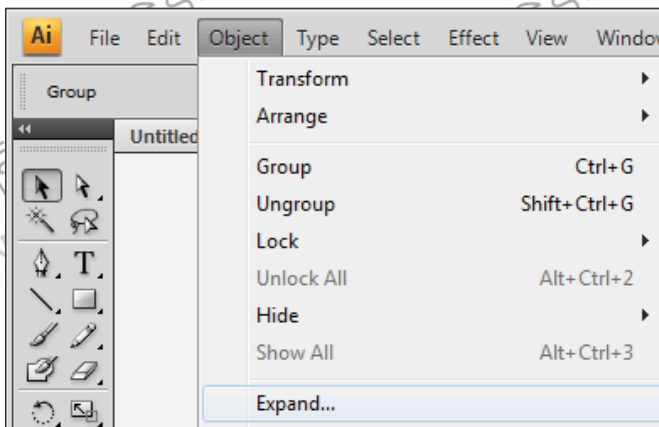 Ai File Edit Object Type Select Effect View Window
Group
Untitled
Transform
Arrange
Group Ctrl+G
Ungroup Shift+Ctrl+G
Lock
Unlock All Alt+Ctrl+2
Hide
Show All Alt+Ctrl+3
Expand...
T